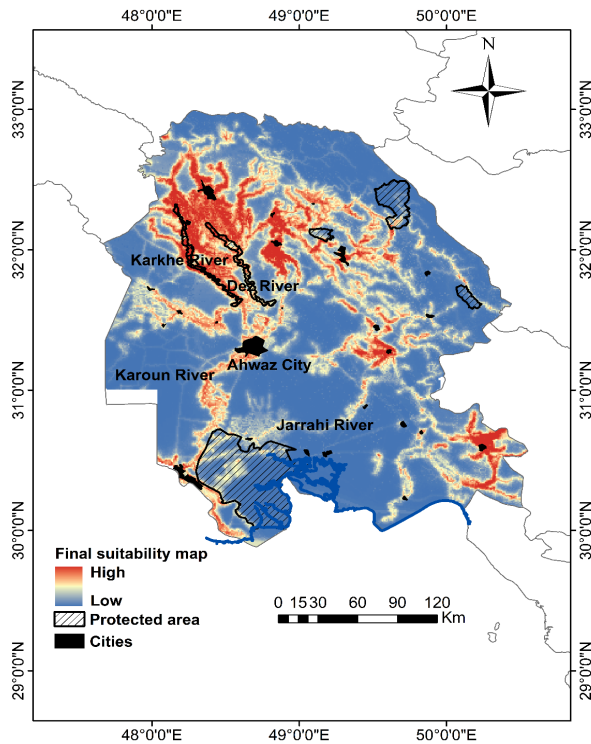 48°0'0"E 49°0'0"E 50°0'0"E
N
33°0'0"N 33°0'0"N
32°0'0"N 32°0'0"N
Karkhe River
Dez River
Ahwaz City
Karoun River
31°0'0"N 31°0'0"N
Jarrahi River
30°0'0"N 30°0'0"N
Final suitability map
High
Low
Protected area
Cities
0 15 30 60 90 120
Km
29°0'0"N 29°0'0"N
48°0'0"E 49°0'0"E 50°0'0"E